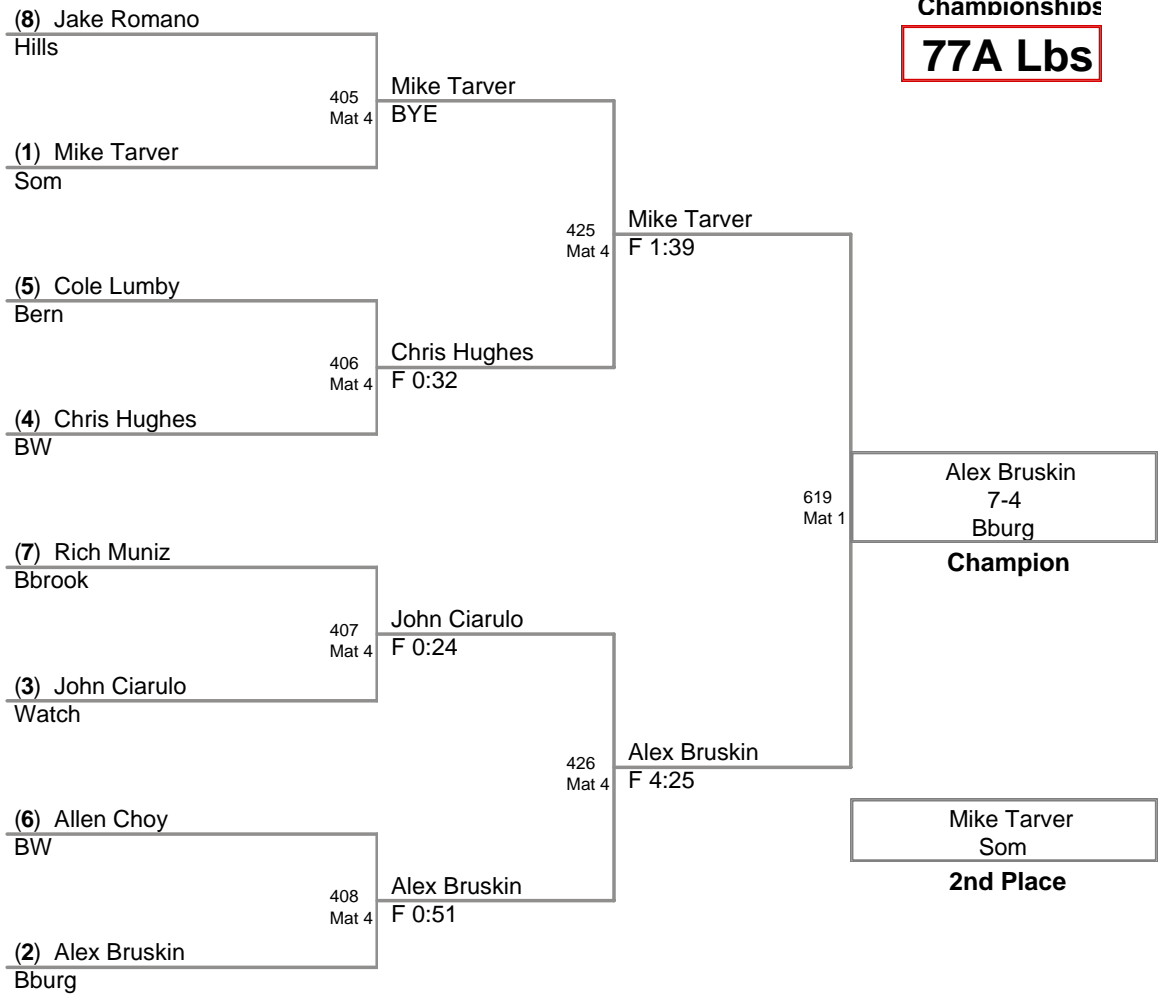 Championships
77A Lbs
(8) Jake Romano
Hills
405
Mat 4
Mike Tarver
BYE
(1) Mike Tarver
Som
425
Mat 4
Mike Tarver
F 1:39
(5) Cole Lumby
Bern
406
Mat 4
Chris Hughes
F 0:32
(4) Chris Hughes
BW
619
Mat 1
Alex Bruskin
7-4
Bburg
Champion
(7) Rich Muniz
Bbrook
407
Mat 4
John Ciarulo
F 0:24
(3) John Ciarulo
Watch
426
Mat 4
Alex Bruskin
F 4:25
(6) Allen Choy
BW
408
Mat 4
Alex Bruskin
F 0:51
(2) Alex Bruskin
Bburg
Mike Tarver
Som
2nd Place